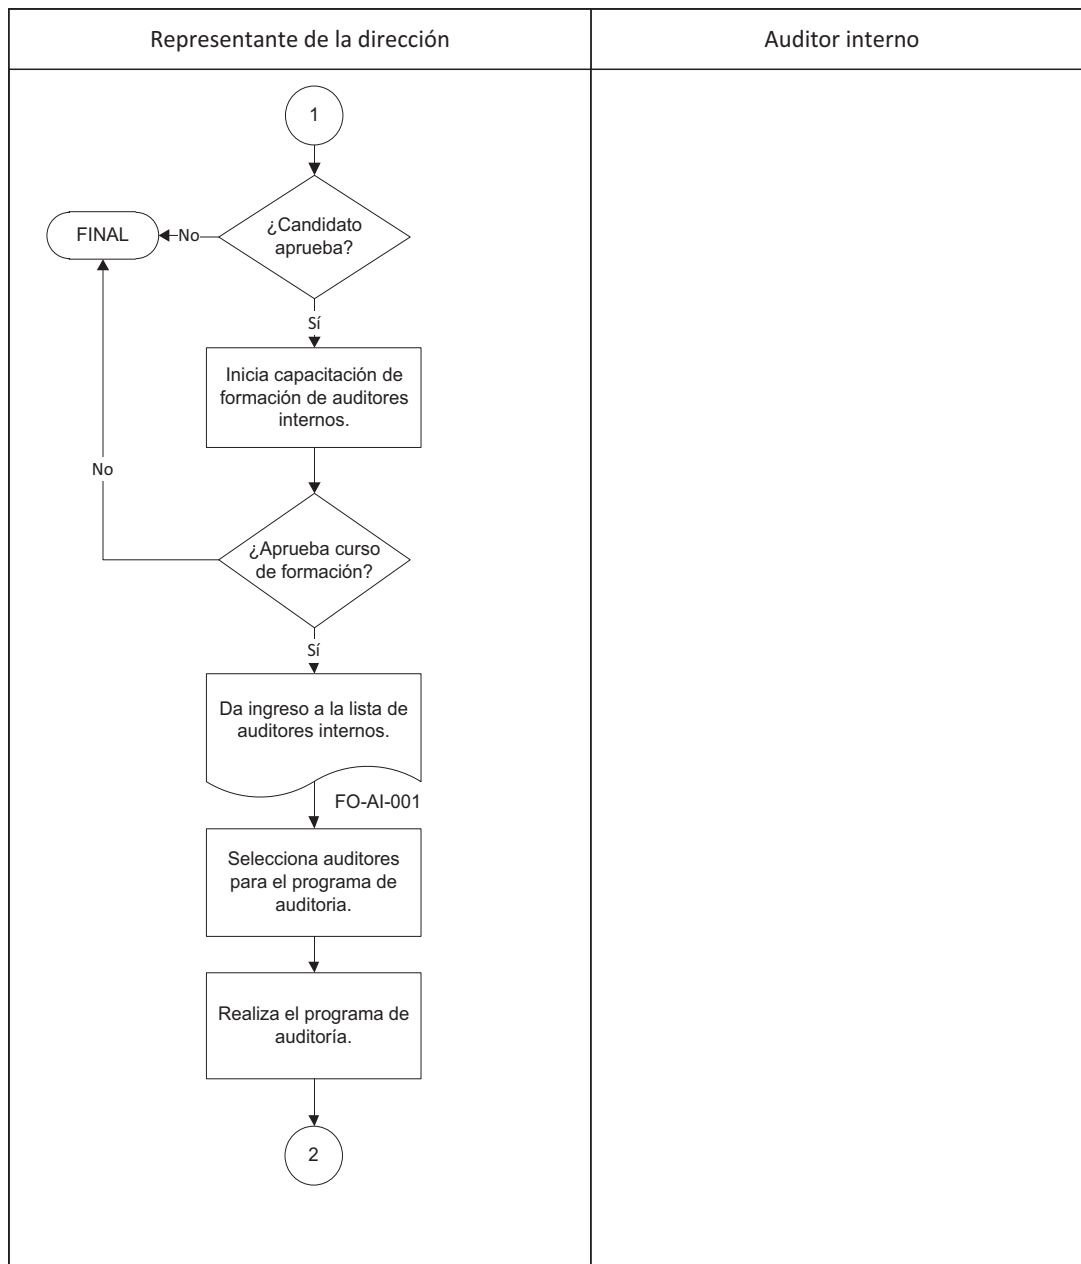 Representante de la dirección
Auditor interno
1
¿Candidato
aprueba?
No
FINAL
Sí
Inicia capacitación de
formación de auditores
internos.
No
¿Aprueba curso
de formación?
Sí
Da ingreso a la lista de
auditores internos.
FO-AI-001
Selecciona auditores
para el programa de
auditoria.
Realiza el programa de
auditoría.
2